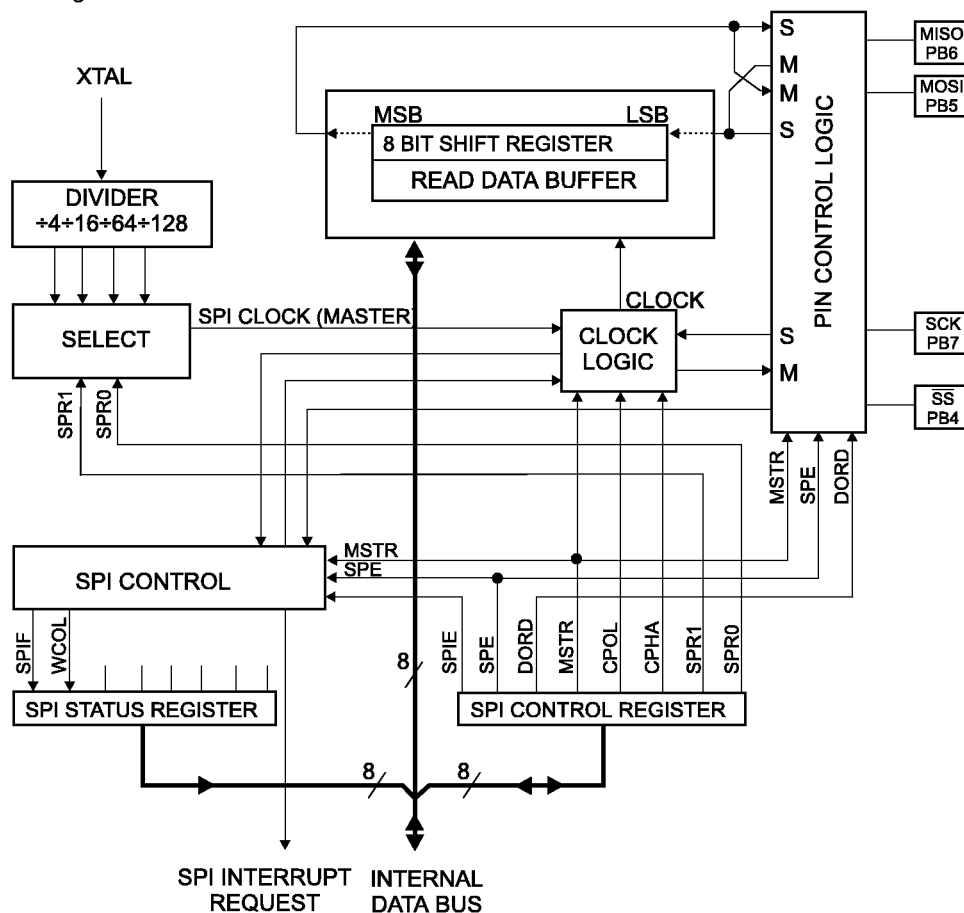 MISO
PB6
MOSI
PB5
XTAL
S
M
M
S
MSB
LSB
8 BIT SHIFT REGISTER
READ DATA BUFFER
PIN CONTROL LOGIC
DIVIDER
÷4÷16÷64÷128
SPI CLOCK (MASTER)
CLOCK
SELECT
CLOCK
LOGIC
S
M
SCK
PB7
SS
PB4
SPR1
SPR0
MSTR
SPE
DORD
SPI CONTROL
MSTR
SPE
SPIF
WCOL
8
SPIE
SPE
DORD
MSTR
CPOL
CPHA
SPR1
SPR0
SPI STATUS REGISTER
SPI CONTROL REGISTER
8
8
SPI INTERRUPT
REQUEST
INTERNAL
DATA BUS